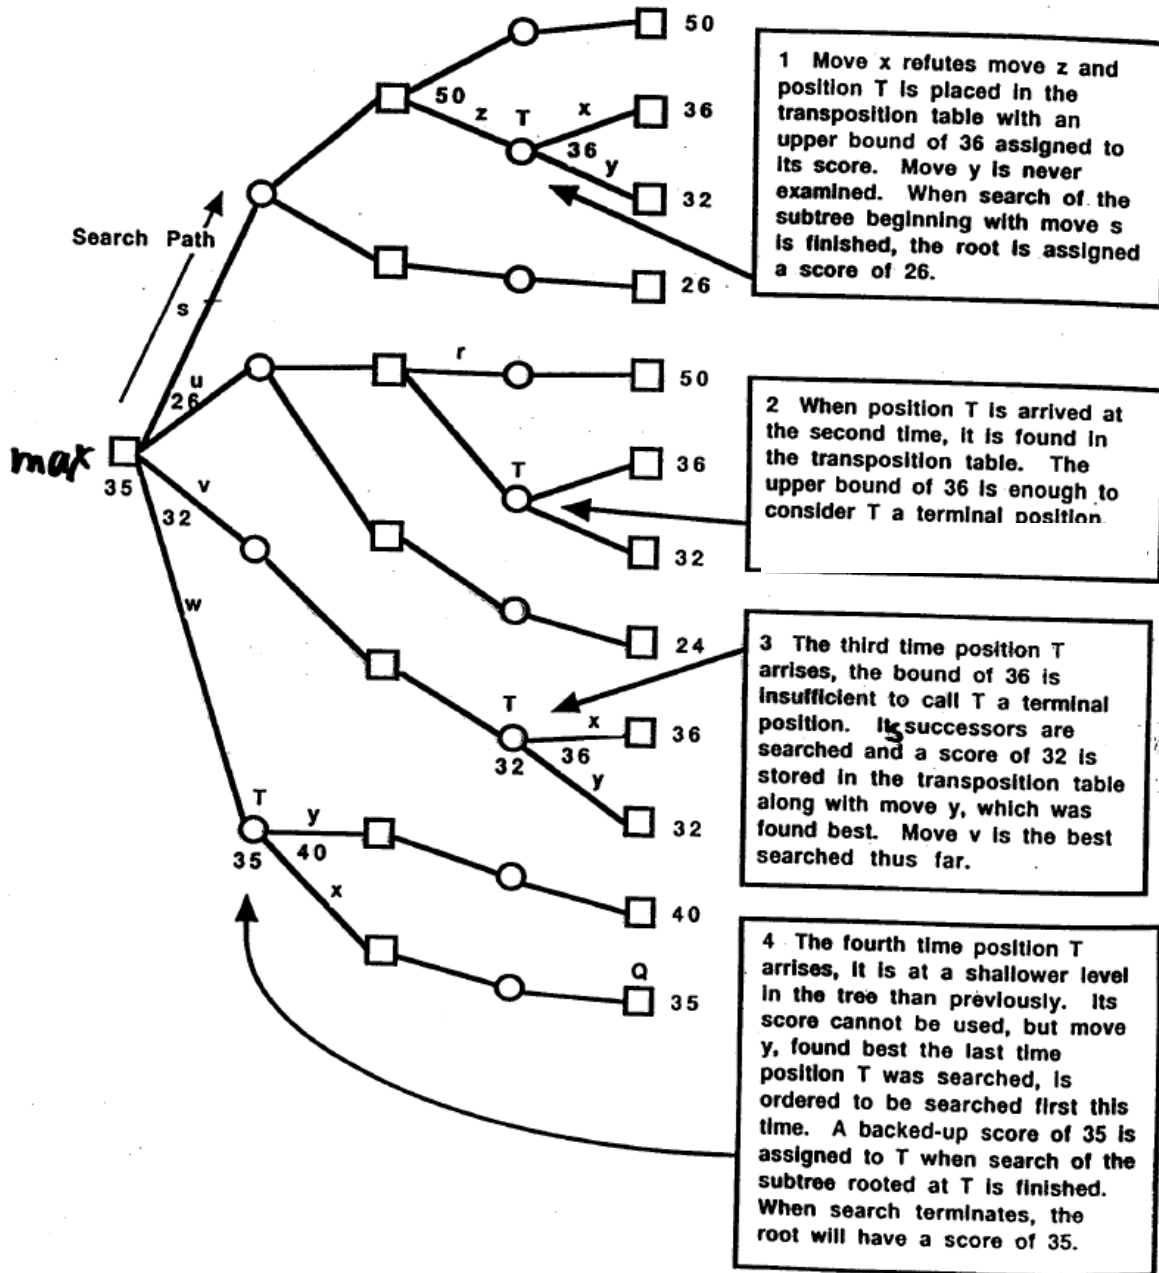 50
1 Move x refutes move z and
position T is placed in the
transposition table with an
upper bound of 36 assigned to
its score. Move y is never
examined. When search of the
subtree beginning with move s
is finished, the root is assigned
a score of 26.
50
z
T
x
36
36
y
32
Search Path
26
s
r
50
u
26
2 When position T is arrived at
the second time, it is found in
the transposition table. The
upper bound of 36 is enough to
consider T a terminal position.
max
35
v
32
T
36
32
w
24
3 The third time position T
arrises, the bound of 36 is
insufficient to call T a terminal
position. Its successors are
searched and a score of 32 is
stored in the transposition table
along with move y, which was
found best. Move v is the best
searched thus far.
T
x
36
32
36
y
32
T
y
35
40
x
40
Q
35
4 The fourth time position T
arrises, it is at a shallower level
in the tree than previously. Its
score cannot be used, but move
y, found best the last time
position T was searched, is
ordered to be searched first this
time. A backed-up score of 35 is
assigned to T when search of the
subtree rooted at T is finished.
When search terminates, the
root will have a score of 35.